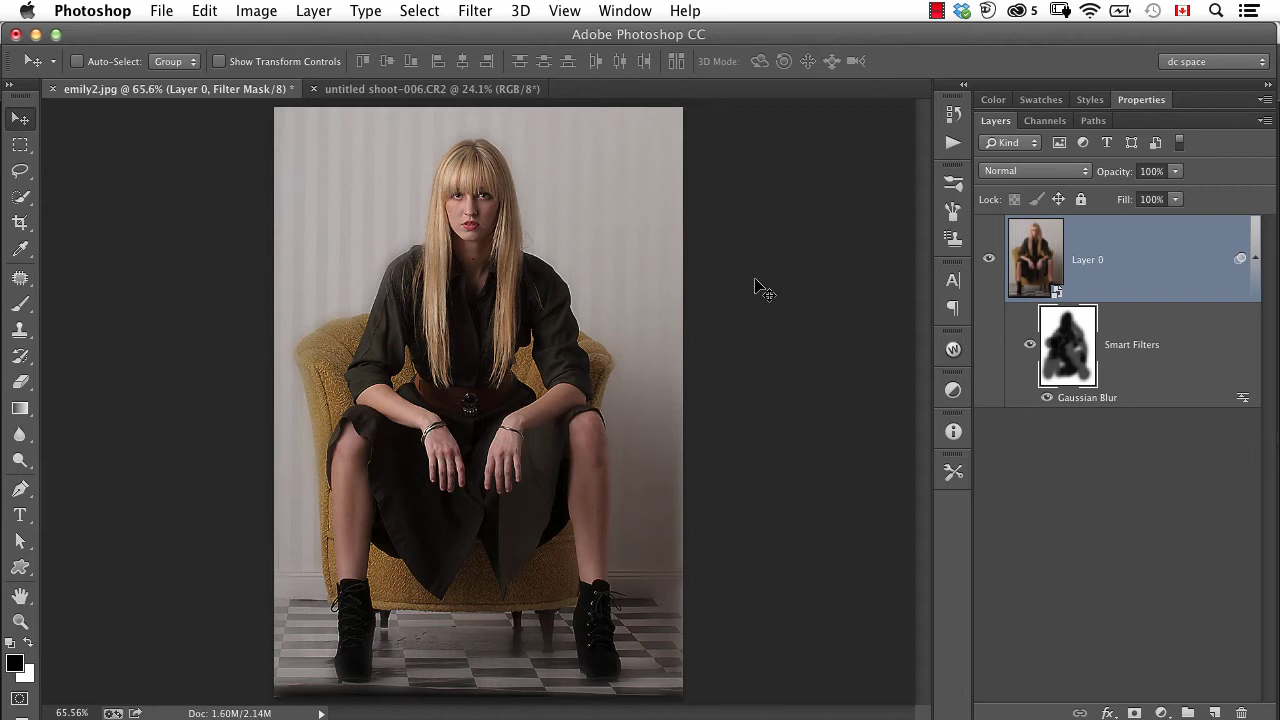 Photoshop File Edit Image Layer Type Select Filter 3D View Window Help 5
Adobe Photoshop CC
Auto-Select: Group Show Transform Controls 3D Mode: dc space
× emily2.jpg @ 65.6% (Layer 0, Filter Mask/8) * × untitled shoot-006.CR2 @ 24.1% (RGB/8*)
Color Swatches Styles Properties
Layers Channels Paths
Kind T
Normal Opacity: 100%
Lock: Fill: 100%
Layer 0
Smart Filters
Gaussian Blur
A
W
T
65.56% Doc: 1.60M/2.14M
fx